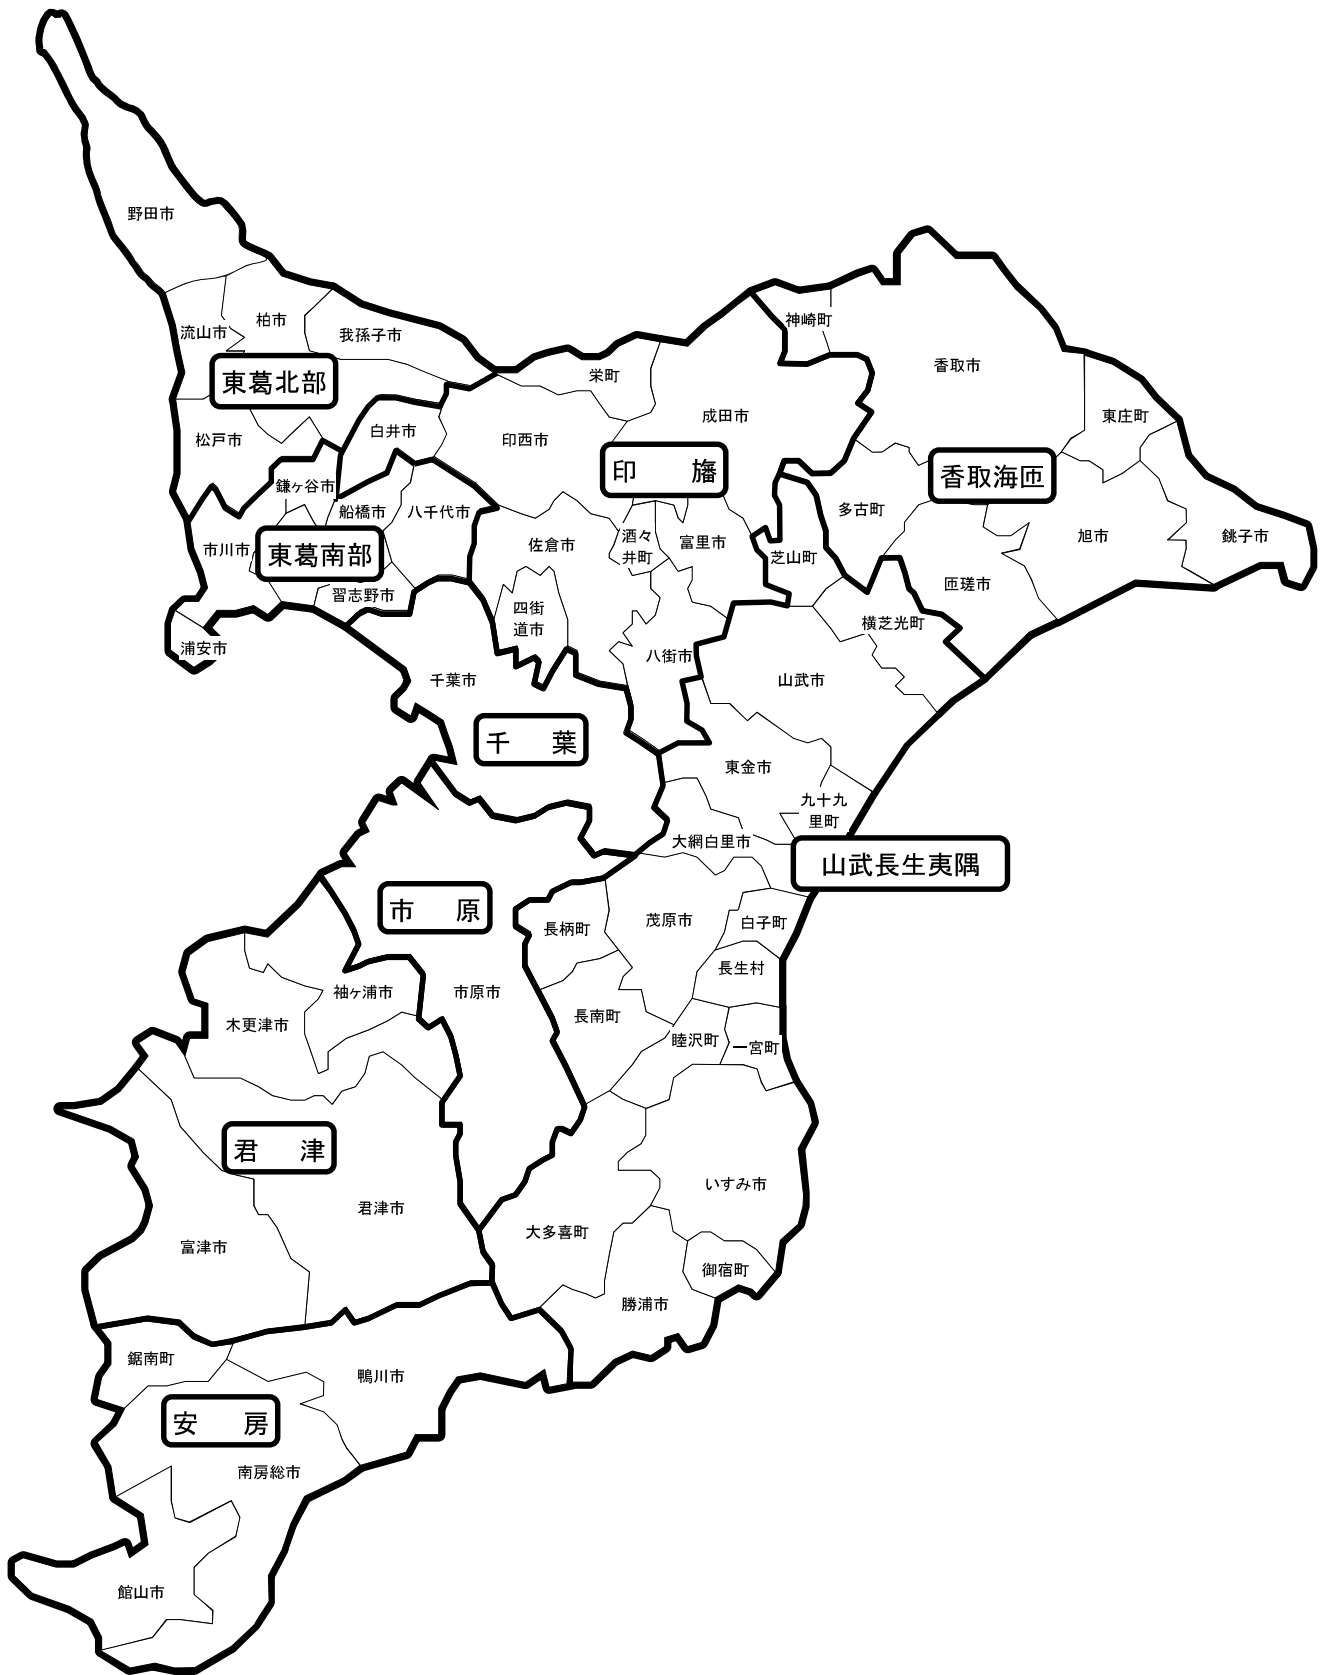 野田市
流山市
柏市
我孫子市
東葛北部
松戸市
白井市
鎌ヶ谷市
船橋市
八千代市
市川市
東葛南部
習志野市
浦安市
神崎町
香取市
栄町
成田市
東庄町
印西市
印　旛
香取海匝
多古町
旭市
銚子市
佐倉市
酒々
井町
富里市
芝山町
匝瑳市
四街
道市
横芝光町
八街市
千葉市
山武市
千　葉
東金市
九十九
里町
大網白里市
山武長生夷隅
市　原
長柄町
茂原市
白子町
長生村
袖ヶ浦市
市原市
長南町
木更津市
睦沢町
一宮町
君　津
いすみ市
君津市
大多喜町
富津市
御宿町
勝浦市
鋸南町
鴨川市
安　房
南房総市
館山市